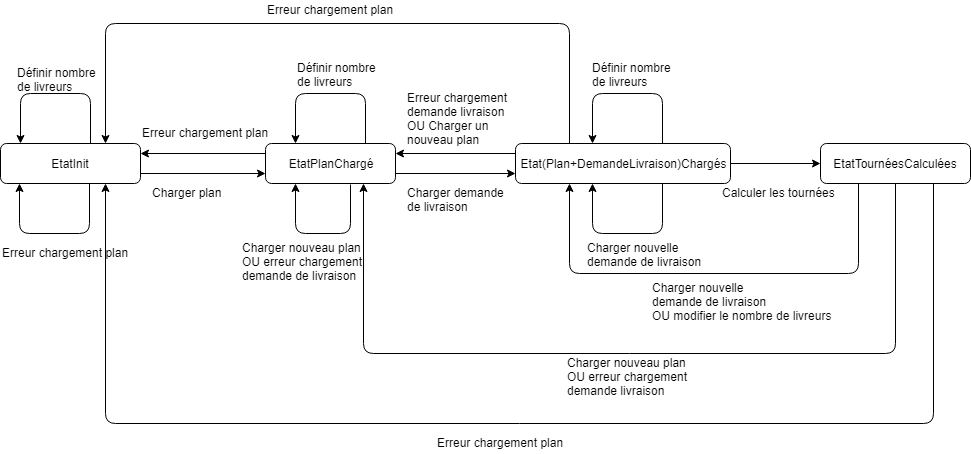 Erreur chargement plan
Définir nombre
de livreurs
Définir nombre
de livreurs
Définir nombre
de livreurs
Erreur chargement
demande livraison
OU Charger un
nouveau plan
Erreur chargement plan
EtatInit
EtatPlanChargé
Etat(Plan+DemandeLivraison)Chargés
EtatTournéesCalculées
Charger plan
Charger demande
de livraison
Calculer les tournées
Erreur chargement plan
Charger nouveau plan
OU erreur chargement
demande de livraison
Charger nouvelle
demande de livraison
Charger nouvelle
demande de livraison
OU modifier le nombre de livreurs
Charger nouveau plan
OU erreur chargement
demande livraison
Erreur chargement plan